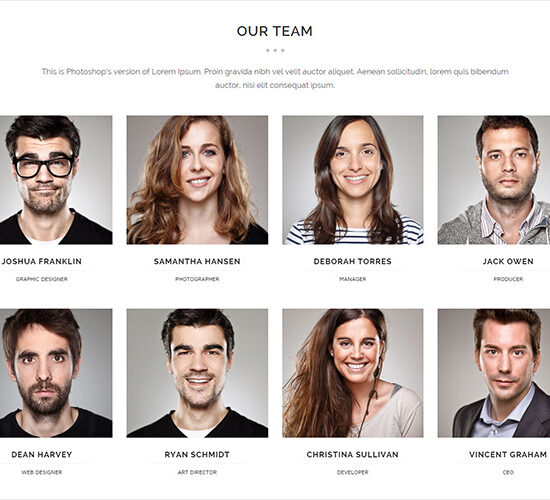 OUR TEAM
This is Photoshop's version of Lorem Ipsum. Proin gravida nibh vel velit auctor aliquet. Aenean sollicitudin, lorem quis bibendum
auctor, nisi elit consequat ipsum.
JOSHUA FRANKLIN
SAMANTHA HANSEN
DEBORAH TORRES
JACK OWEN
GRAPHIC DESIGNER
PHOTOGRAPHER
MANAGER
PRODUCER
DEAN HARVEY
RYAN SCHMIDT
CHRISTINA SULLIVAN
VINCENT GRAHAM
WEB DESIGNER
ART DIRECTOR
DEVELOPER
CEO